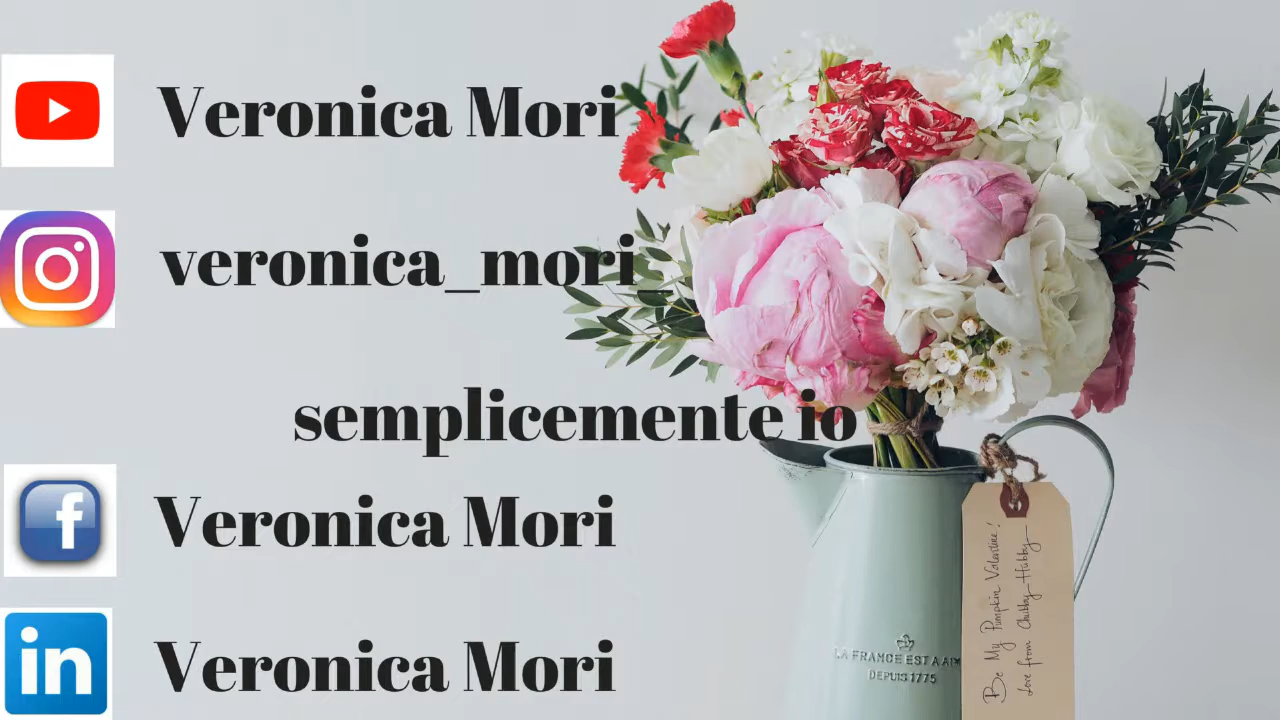 Veronica Mori
veronica_mori_
semplicemente io
Veronica Mori
Veronica Mori
LA FRANCE EST A
DEPUIS 1775
Be My Pumpkin Valentine!
Love from Chubby Hubby